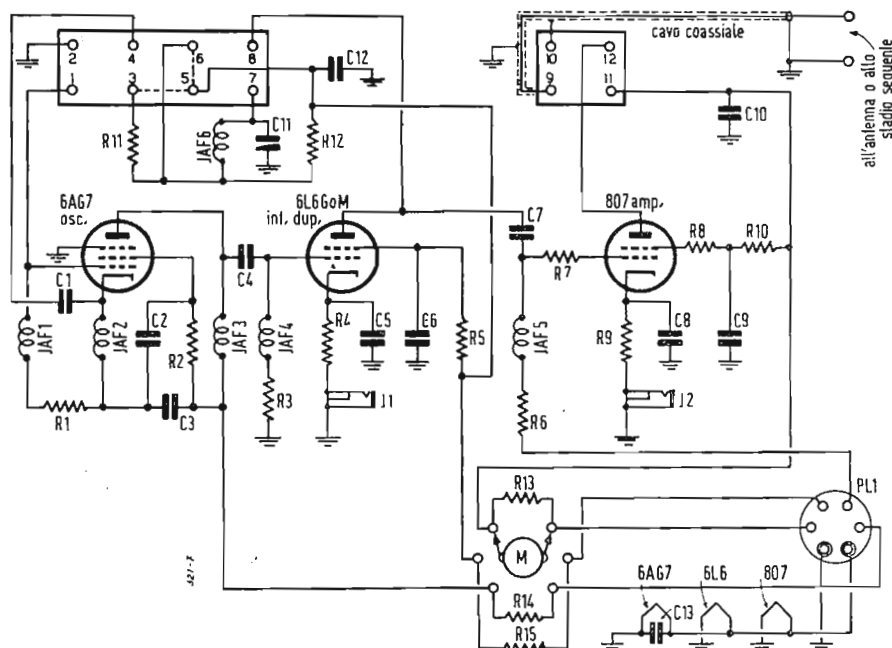 2 4 6 8
1 3 5 7
C12
10 12
9 11
cavo coassiale
all'antenna o allo
stadio seguente
C10
R11
JAF6
C11
R12
6AG7
osc.
6L6GoM
int. dup.
C7
807 amp.
R8
R10
R7
C1
C4
JAF1
JAF2
C2
R2
JAF3
JAF4
R4
C5
C6
R5
JAF5
R9
C8
C9
R1
C3
R3
J1
R6
J2
R13
PL1
M
R14
R15
6AG7
6L6
807
C13